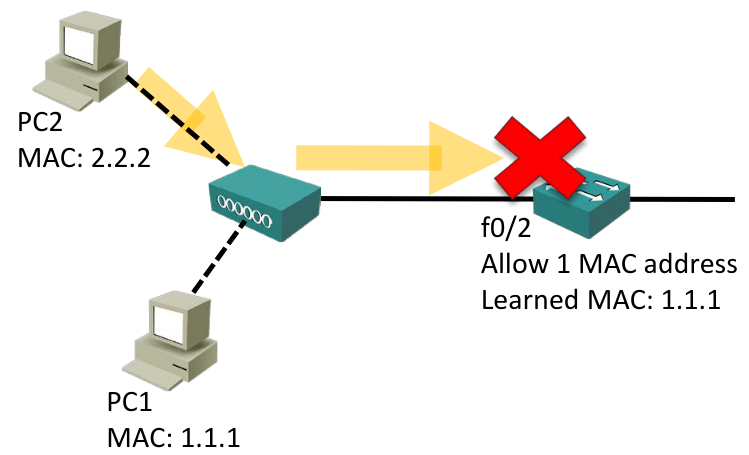 PC2
MAC: 2.2.2
f0/2
Allow 1 MAC address
Learned MAC: 1.1.1
PC1
MAC: 1.1.1